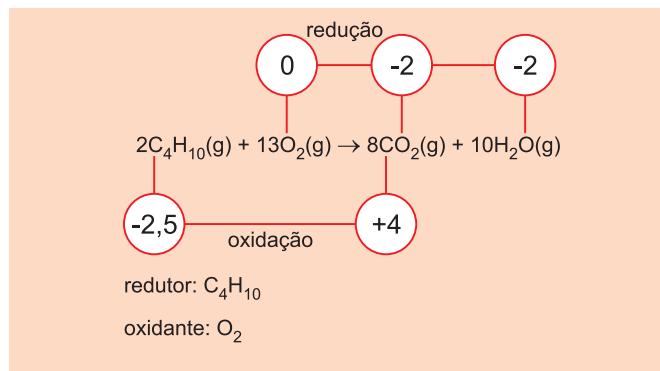 redução
0 -2 -2
2C₄H₁₀(g) + 13O₂(g) → 8CO₂(g) + 10H₂O(g)
-2,5 +4
oxidação
redutor: C₄H₁₀
oxidante: O₂